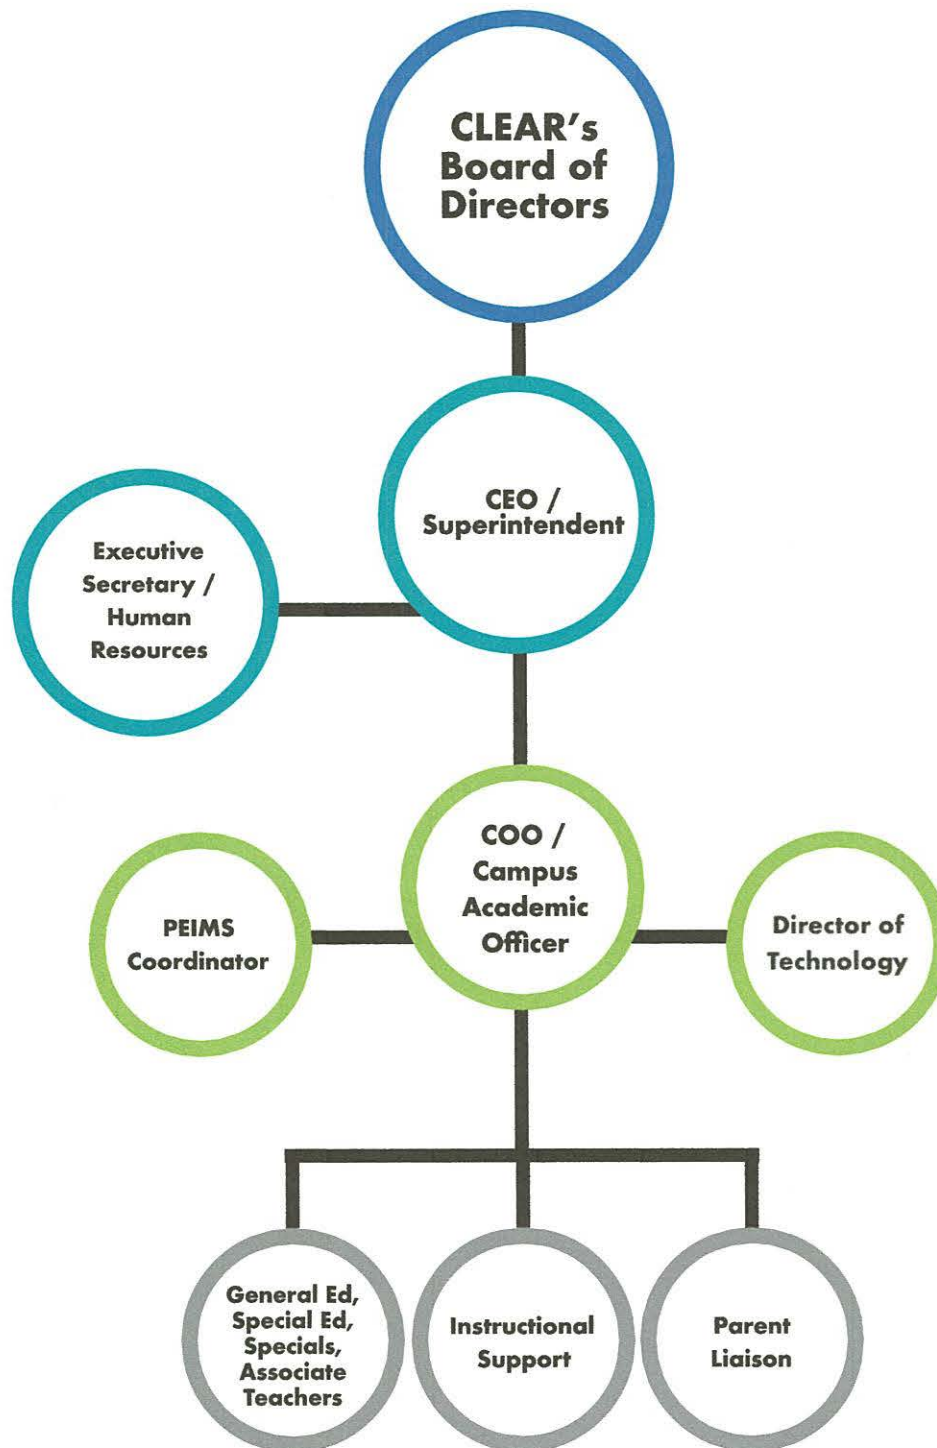 CLEAR's
Board of
Directors
CEO /
Superintendent
Executive
Secretary /
Human
Resources
COO /
Campus
Academic
Officer
PEIMS
Coordinator
Director of
Technology
General Ed,
Special Ed,
Specials,
Associate
Teachers
Instructional
Support
Parent
Liaison